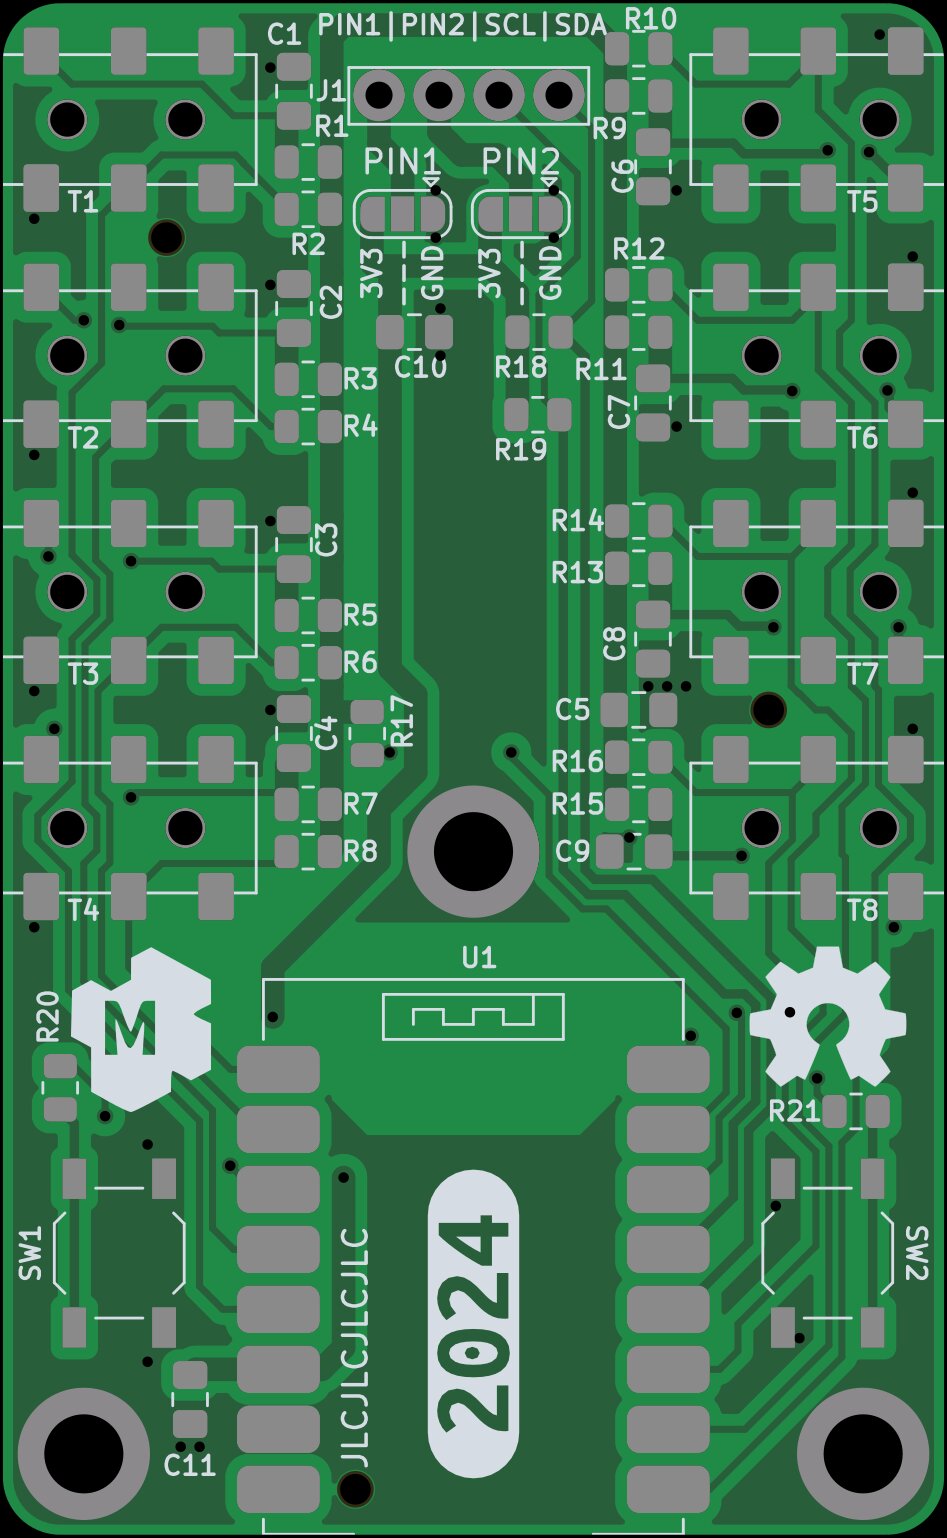 PIN1|PIN2|SCL|SDA
R10
C1
J1
R1
R9
PIN1
PIN2
C6
T1
T5
R2
R12
3V3
GND
3V3
GND
C2
C10
R18
R11
R3
C7
R4
T2
T6
R19
R14
C3
R13
R5
C8
R6
T3
T7
C5
R17
C4
R16
R7
R15
R8
C9
T4
T8
U1
R20
M
R21
SW1
SW2
JLCJLCJLCJLC
2024
C11